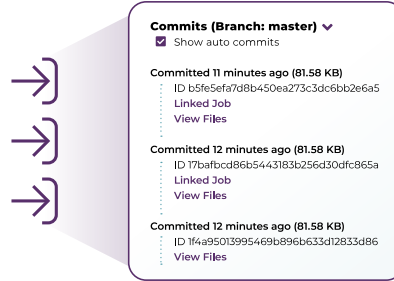 Commits (Branch: master)
Show auto commits
Committed 11 minutes ago (81.58 KB)
ID b5fe5efa7d8b450ea273c3dc6bb2e6a5
Linked Job
View Files
Committed 12 minutes ago (81.58 KB)
ID 17bafbcd86b5443183b256d30dfc865a
Linked Job
View Files
Committed 12 minutes ago (81.58 KB)
ID 1f4a95013995469b896b633d12833d86
View Files